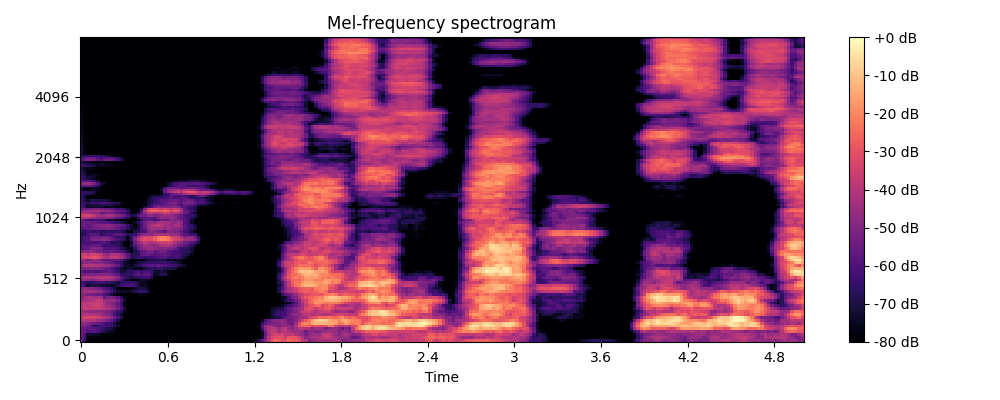 Mel-frequency spectrogram
+0 dB
-10 dB
-20 dB
-30 dB
-40 dB
-50 dB
-60 dB
-70 dB
-80 dB
Hz
4096
2048
1024
512
0
0 0.6 1.2 1.8 2.4 3 3.6 4.2 4.8
Time